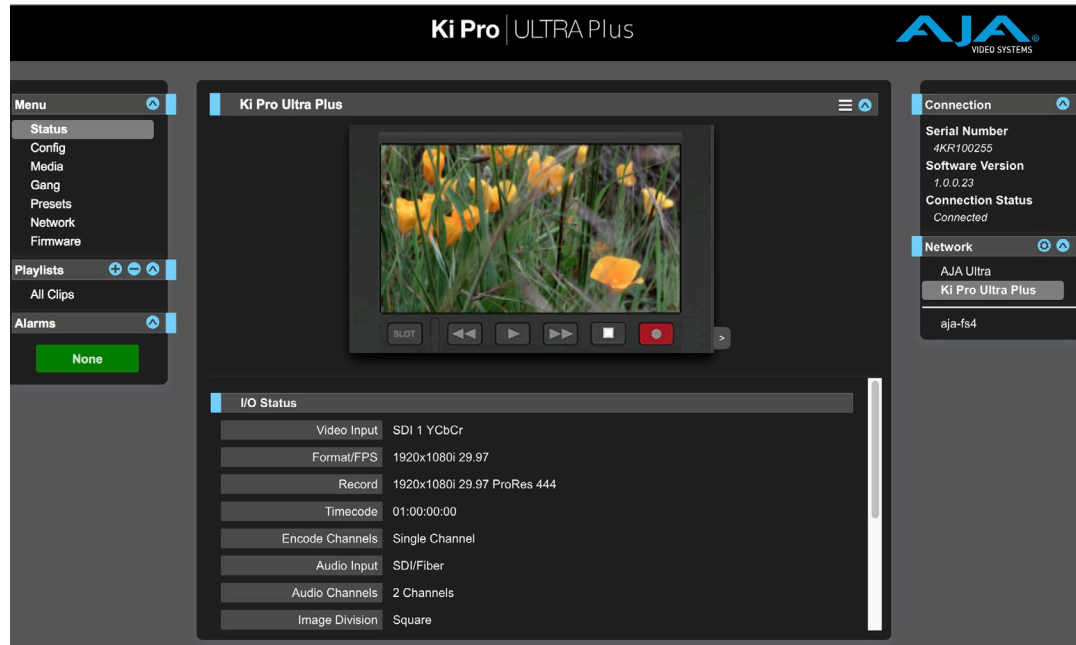 Ki Pro ULTRA Plus
AJA®
VIDEO SYSTEMS
Menu
Status
Config
Media
Gang
Presets
Network
Firmware
Playlists
All Clips
Alarms
None
Ki Pro Ultra Plus
SLOT
>
I/O Status
Video Input SDI 1 YCbCr
Format/FPS 1920x1080i 29.97
Record 1920x1080i 29.97 ProRes 444
Timecode 01:00:00:00
Encode Channels Single Channel
Audio Input SDI/Fiber
Audio Channels 2 Channels
Image Division Square
Connection
Serial Number
4KR100255
Software Version
1.0.0.23
Connection Status
Connected
Network
AJA Ultra
Ki Pro Ultra Plus
aja-fs4